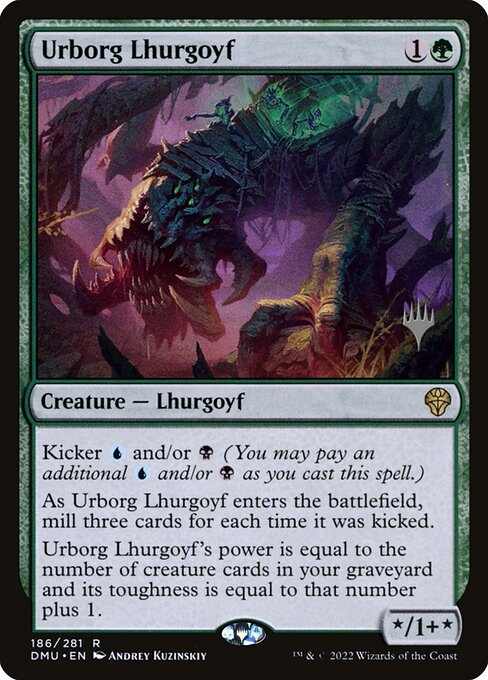 Urborg Lhurgoyf 1
Creature — Lhurgoyf
Kicker and/or (You may pay an
additional and/or as you cast this spell.)
As Urborg Lhurgoyf enters the battlefield,
mill three cards for each time it was kicked.
Urborg Lhurgoyf's power is equal to the
number of creature cards in your graveyard
and its toughness is equal to that number
plus 1.
*/1+*
186/281 R
DMU • EN Andrey Kuzinskiy
™ & © 2022 Wizards of the Coast